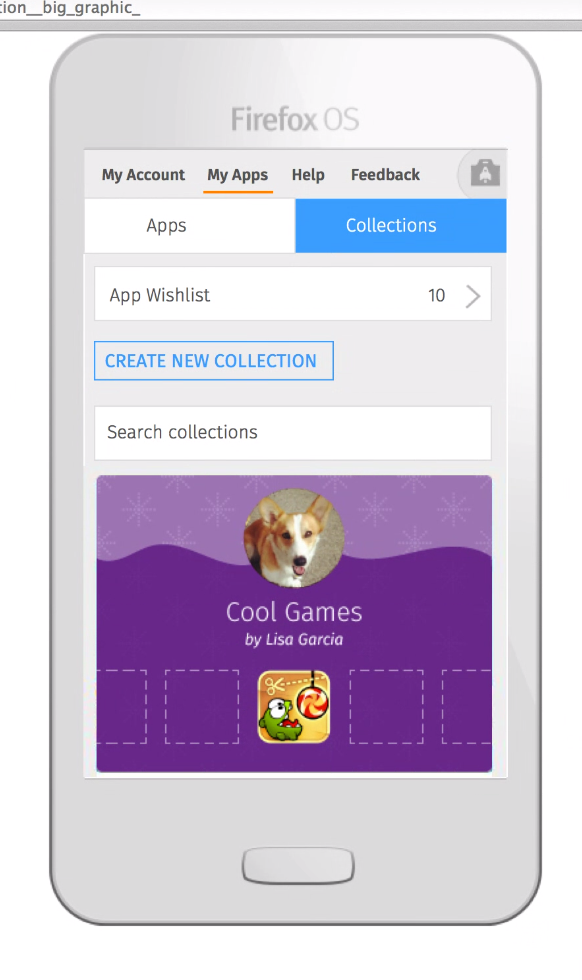 tion__big_graphic_
Firefox OS
My Account My Apps Help Feedback
Apps Collections
App Wishlist 10
CREATE NEW COLLECTION
Search collections
Cool Games
by Lisa Garcia